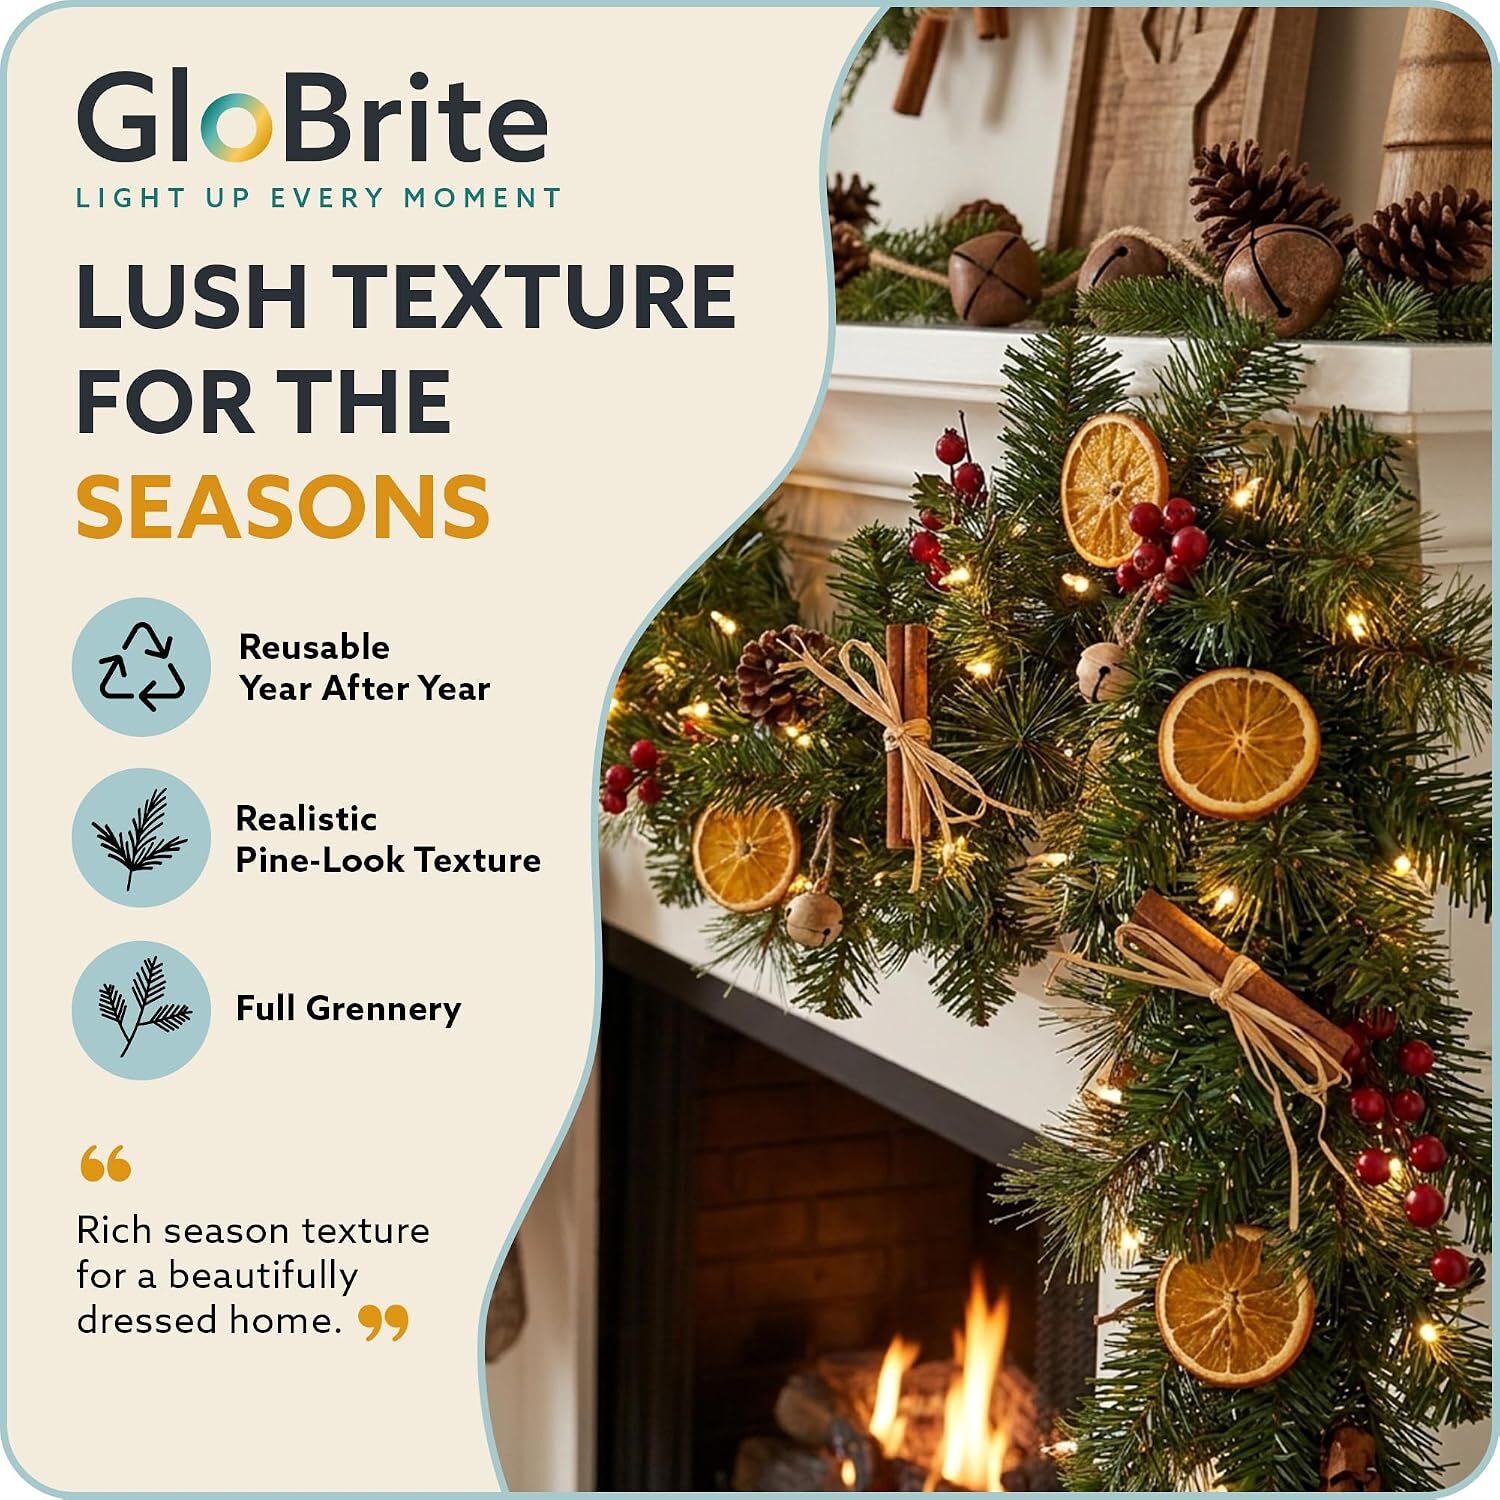 GloBrite
LIGHT UP EVERY MOMENT
LUSH TEXTURE
FOR THE
SEASONS
Reusable
Year After Year
Realistic
Pine-Look Texture
Full Grennery
“
Rich season texture
for a beautifully
dressed home. ”